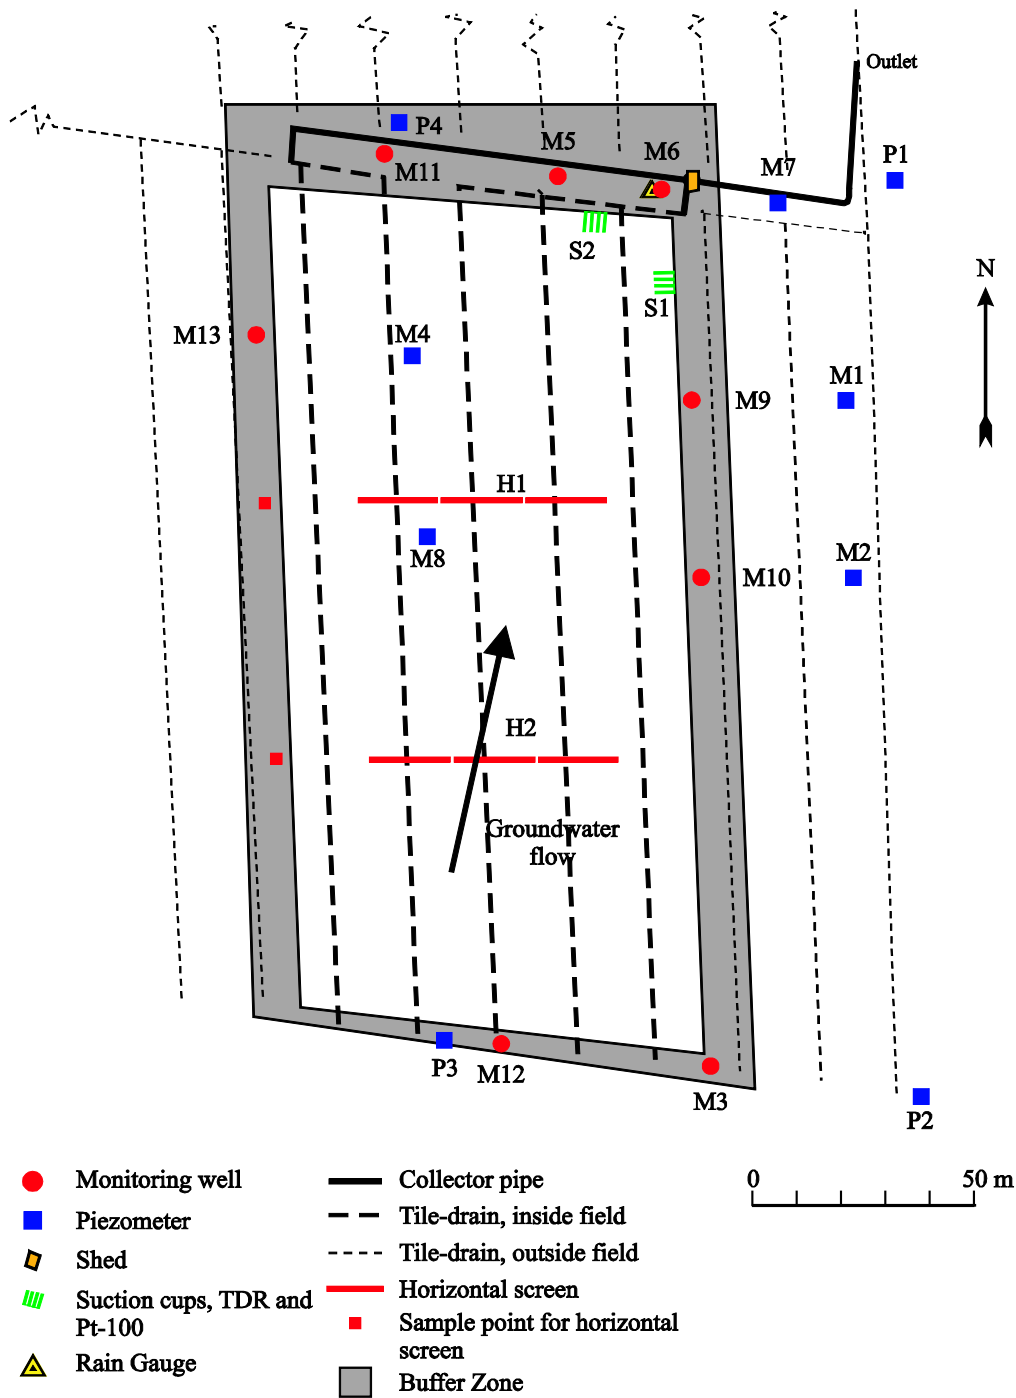 Outlet
P4
M5
M6
M7
P1
M11
S2
S1
N
M13
M4
M1
M9
H1
M8
M2
M10
H2
Groundwater
flow
P3
M12
M3
P2
Monitoring well
Piezometer
Shed
Suction cups, TDR and
Pt-100
Rain Gauge
Collector pipe
Tile-drain, inside field
Tile-drain, outside field
Horizontal screen
Sample point for horizontal
screen
Buffer Zone
0 50 m